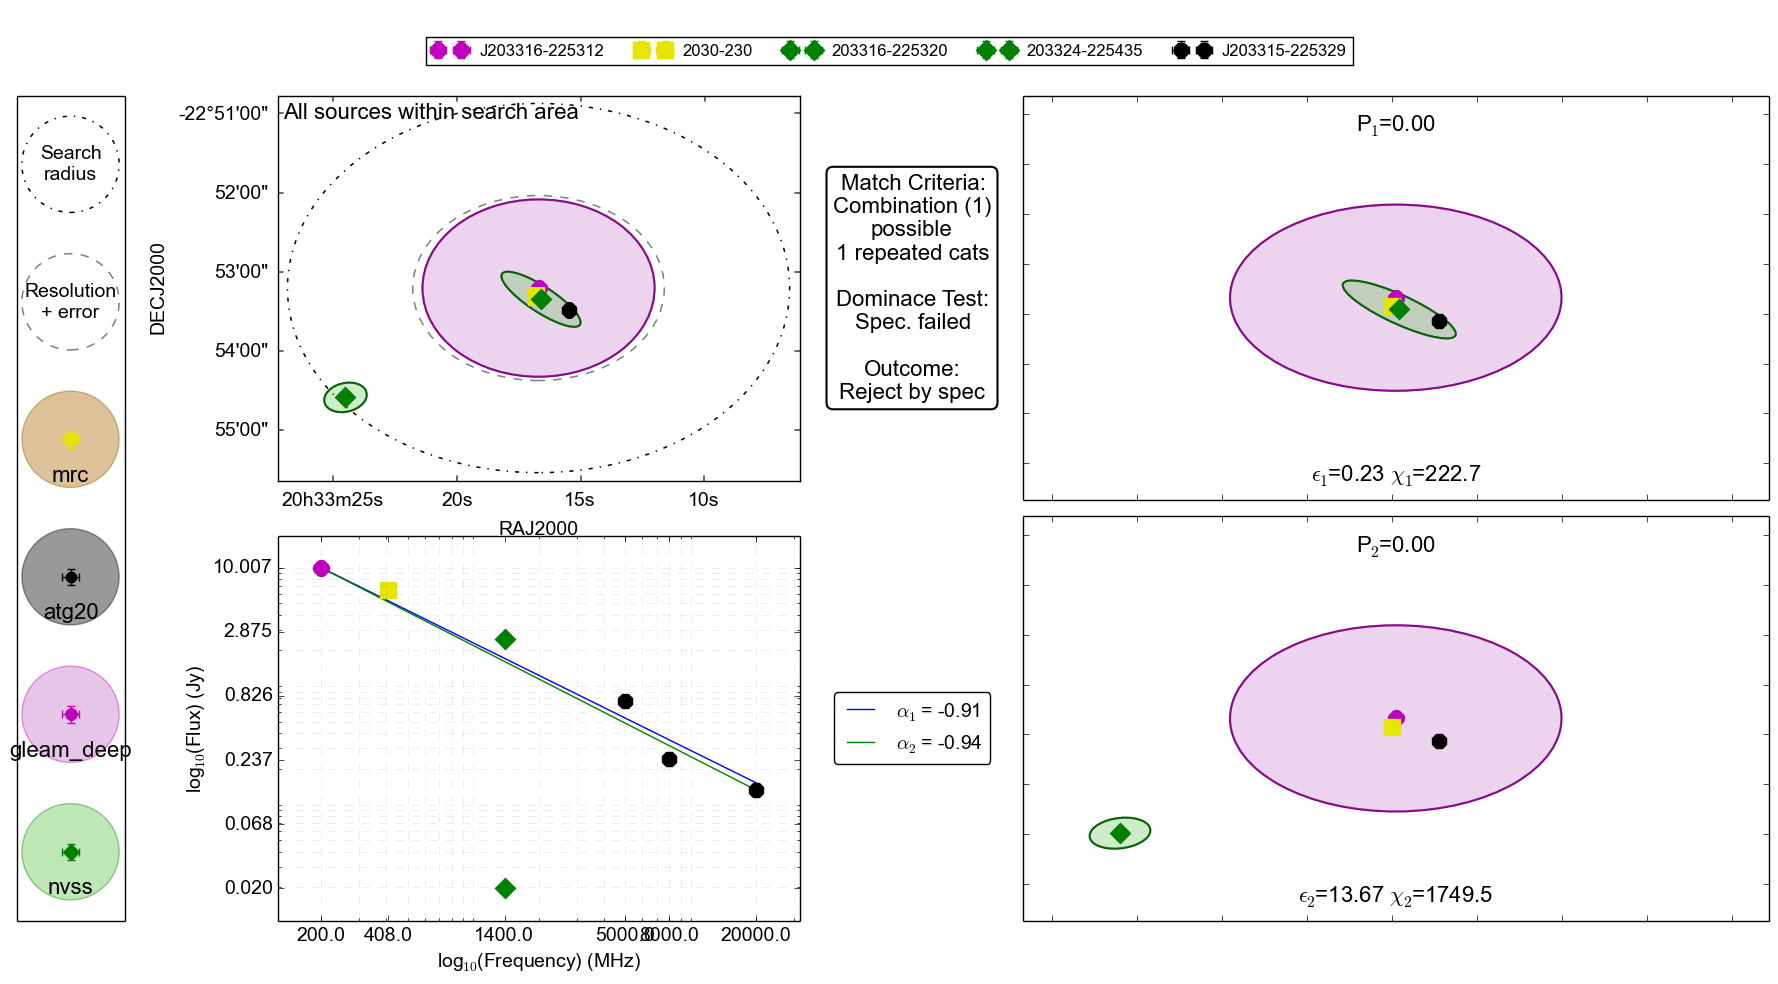 J203316-225312 2030-230 203316-225320 203324-225435 J203315-225329
Search
radius
Resolution
+ error
mrc
atg20
gleam_deep
nvss
All sources within search area
-22°51'00"
52'00"
53'00"
54'00"
55'00"
DECJ2000
20h33m25s 20s 15s 10s
RAJ2000
Match Criteria:
Combination (1)
possible
1 repeated cats
Dominace Test:
Spec. failed
Outcome:
Reject by spec
P₁=0.00
ϵ₁=0.23 χ₁=222.7
10.007
2.875
0.826
0.237
0.068
0.020
log₁₀(Flux) (Jy)
200.0 408.0 1400.0 5000.0 8000.0 20000.0
log₁₀(Frequency) (MHz)
α₁ = -0.91
α₂ = -0.94
P₂=0.00
ϵ₂=13.67 χ₂=1749.5